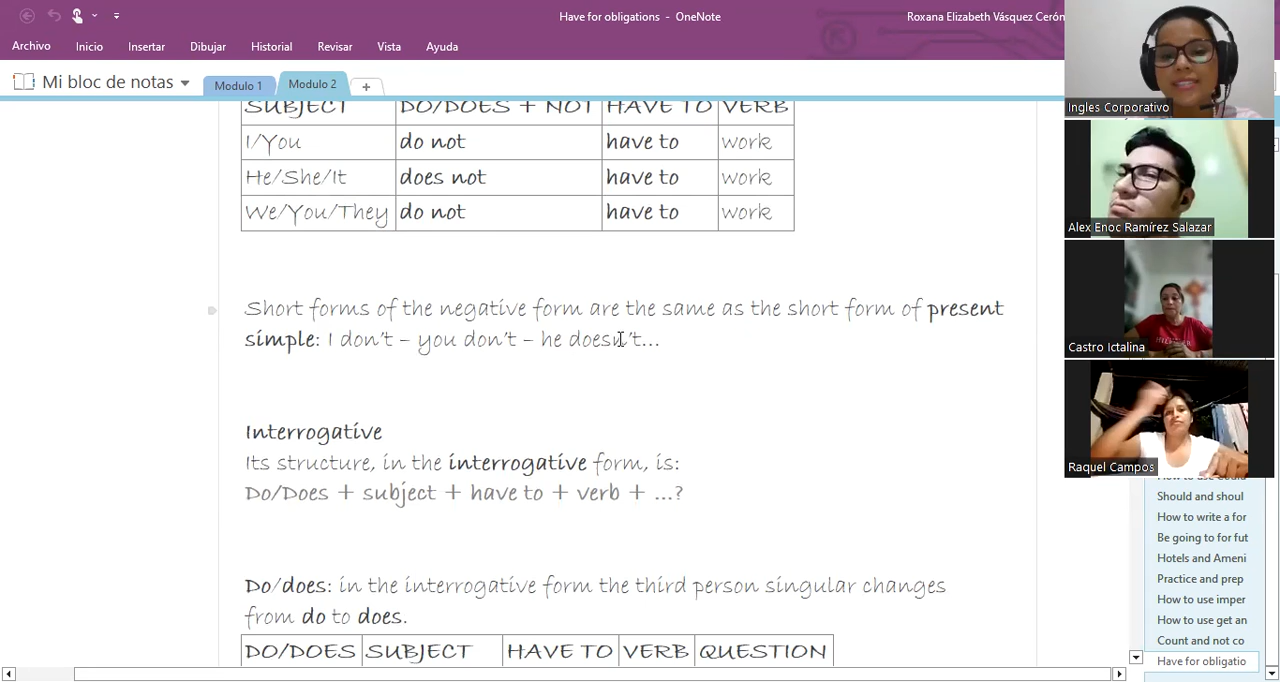 Have for obligations - OneNote
Roxana Elizabeth Vásquez Cerón
Archivo Inicio Insertar Dibujar Historial Revisar Vista Ayuda
Mi bloc de notas Modulo 1 Modulo 2 +
Ingles Corporativo
Alex Enoc Ramírez Salazar
Castro Ictalina
Raquel Campos
SUBJECT DO/DOES + NOT HAVE TO VERB
I/You do not have to work
He/She/It does not have to work
We/You/They do not have to work
Short forms of the negative form are the same as the short form of present
simple: I don't – you don't – he doesn't...
Interrogative
Its structure, in the interrogative form, is:
Do/Does + subject + have to + verb + ...?
Do/does: in the interrogative form the third person singular changes
from do to does.
DO/DOES SUBJECT HAVE TO VERB QUESTION
Should and shoul
How to write a for
Be going to for fut
Hotels and Ameni
Practice and prep
How to use imper
How to use get an
Count and not co
Have for obligatio